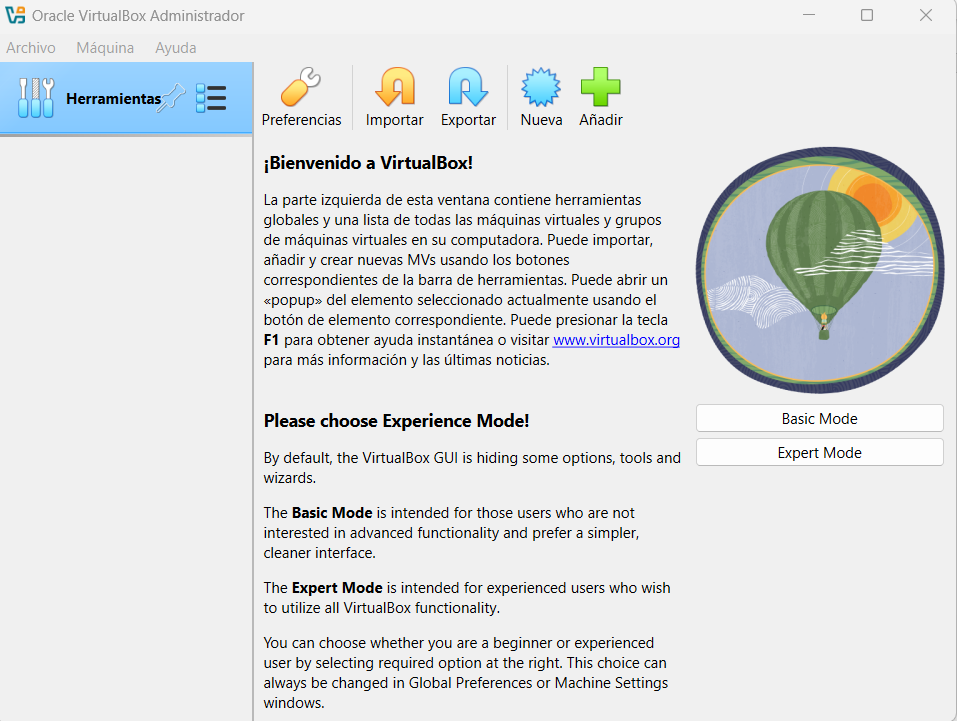 Oracle VirtualBox Administrador
Archivo Máquina Ayuda
Herramientas
Preferencias Importar Exportar Nueva Añadir
¡Bienvenido a VirtualBox!
La parte izquierda de esta ventana contiene herramientas
globales y una lista de todas las máquinas virtuales y grupos
de máquinas virtuales en su computadora. Puede importar,
añadir y crear nuevas MVs usando los botones
correspondientes de la barra de herramientas. Puede abrir un
«popup» del elemento seleccionado actualmente usando el
botón de elemento correspondiente. Puede presionar la tecla
F1 para obtener ayuda instantánea o visitar www.virtualbox.org
para más información y las últimas noticias.
Please choose Experience Mode!
By default, the VirtualBox GUI is hiding some options, tools and
wizards.
The Basic Mode is intended for those users who are not
interested in advanced functionality and prefer a simpler,
cleaner interface.
The Expert Mode is intended for experienced users who wish
to utilize all VirtualBox functionality.
You can choose whether you are a beginner or experienced
user by selecting required option at the right. This choice can
always be changed in Global Preferences or Machine Settings
windows.
Basic Mode
Expert Mode